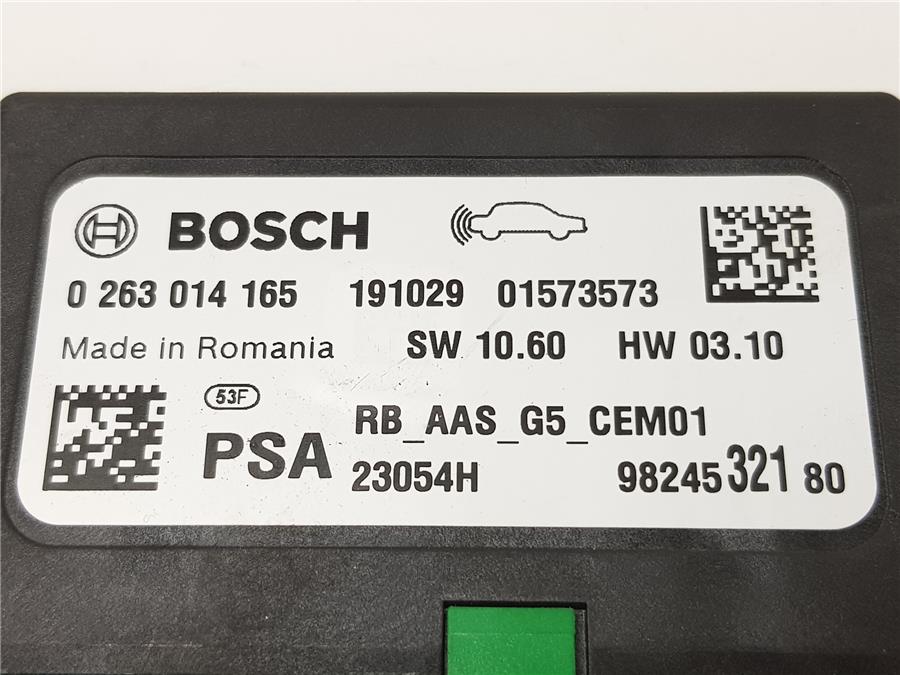 BOSCH
0 263 014 165 191029 01573573
Made in Romania SW 10.60 HW 03.10
53F
PSA RB_AAS_G5_CEM01
23054H 98245 321 80